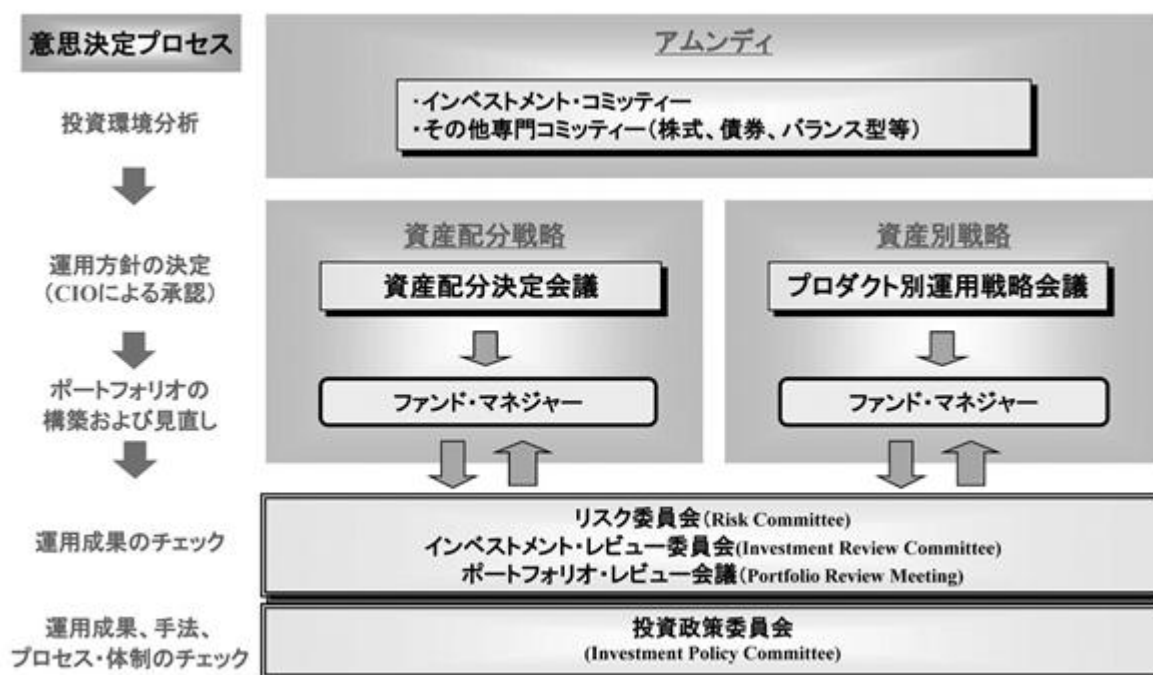 意思決定プロセス
アムンディ
投資環境分析
・インベストメント・コミッティー
・その他専門コミッティー(株式、債券、バランス型等)
運用方針の決定
(CIOによる承認)
資産配分戦略
資産配分決定会議
資産別戦略
プロダクト別運用戦略会議
ポートフォリオの
構築および見直し
ファンド・マネジャー
ファンド・マネジャー
運用成果のチェック
リスク委員会(Risk Committee)
インベストメント・レビュー委員会(Investment Review Committee)
ポートフォリオ・レビュー会議(Portfolio Review Meeting)
運用成果、手法、
プロセス・体制のチェック
投資政策委員会
(Investment Policy Committee)